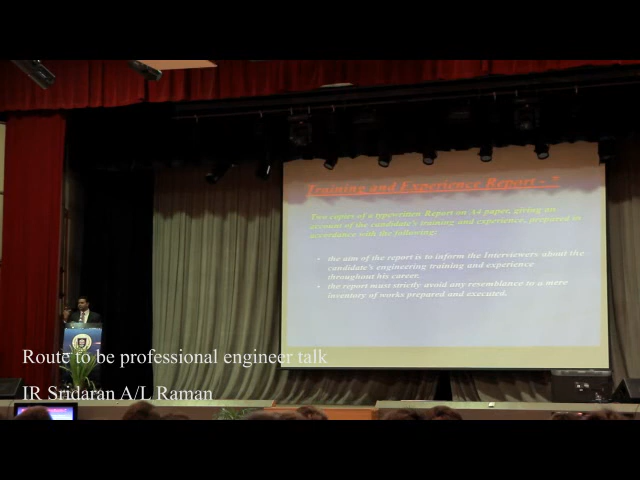 Training and Experience Report - *
Two copies of a typewritten Report on A4 paper, giving an
account of the candidate's training and experience, prepared in
accordance with the following:
• the aim of the report is to inform the Interviewers about the
candidate's engineering training and experience
throughout his career.
• the report must strictly avoid any resemblance to a mere
inventory of works prepared and executed.
Route to be professional engineer talk
IR Sridaran A/L Raman